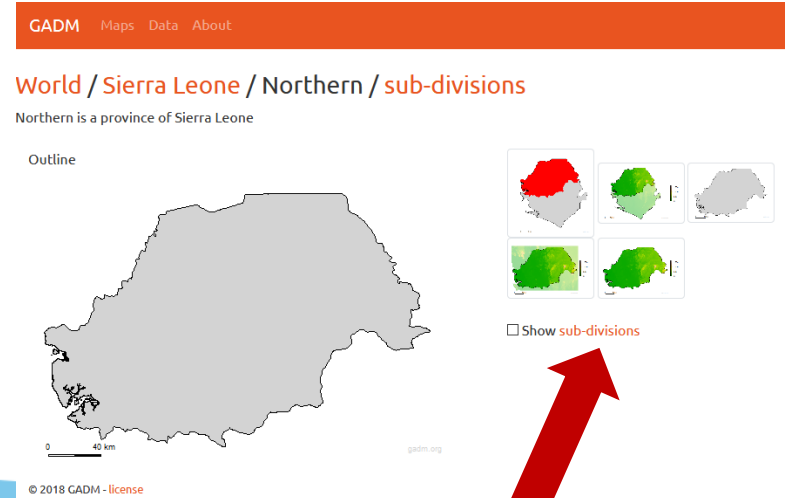 GADM Maps Data About
World / Sierra Leone / Northern / sub-divisions
Northern is a province of Sierra Leone
Outline
Show sub-divisions
0 40 km
gadm.org
© 2018 GADM - license